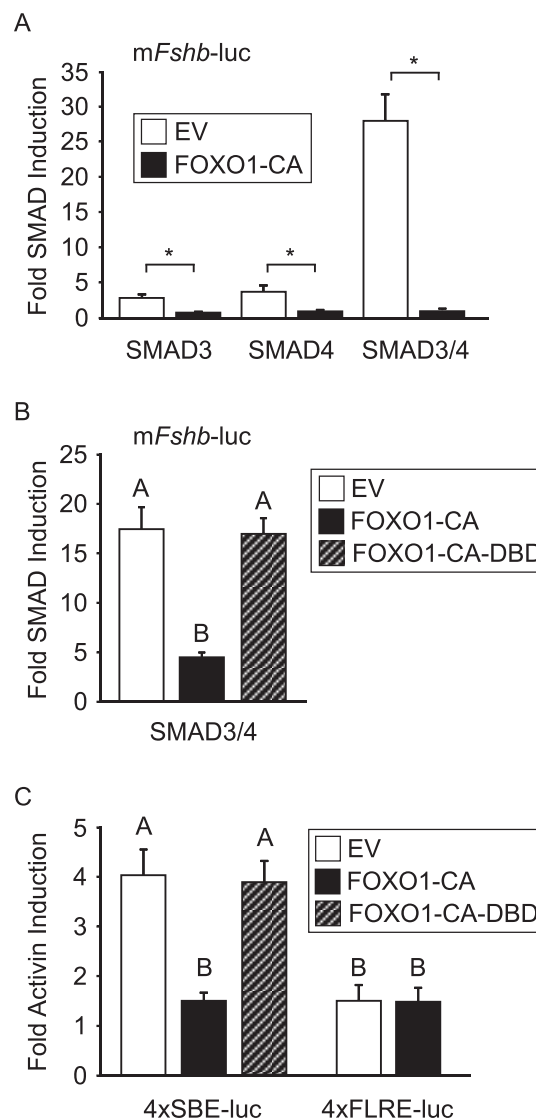 A
mFshb-luc
Fold SMAD Induction
35
30
25
20
15
10
5
0
EV
FOXO1-CA
*
*
*
SMAD3 SMAD4 SMAD3/4
B
mFshb-luc
Fold SMAD Induction
25
20
15
10
5
0
A
B
A
EV
FOXO1-CA
FOXO1-CA-DBD
SMAD3/4
C
Fold Activin Induction
5
4
3
2
1
0
A
B
A
B
B
EV
FOXO1-CA
FOXO1-CA-DBD
4xSBE-luc 4xFLRE-luc